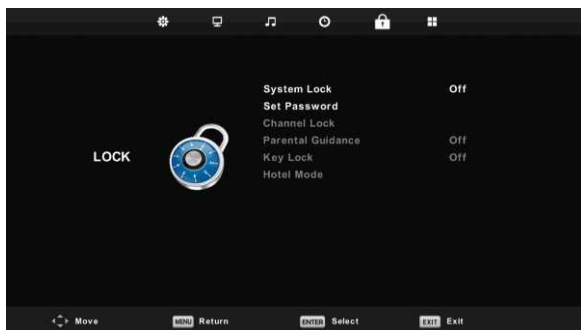 System Lock Off
Set Password
Channel Lock
Parental Guidance Off
Key Lock Off
Hotel Mode
LOCK
Move MENU Return ENTER Select EXIT Exit